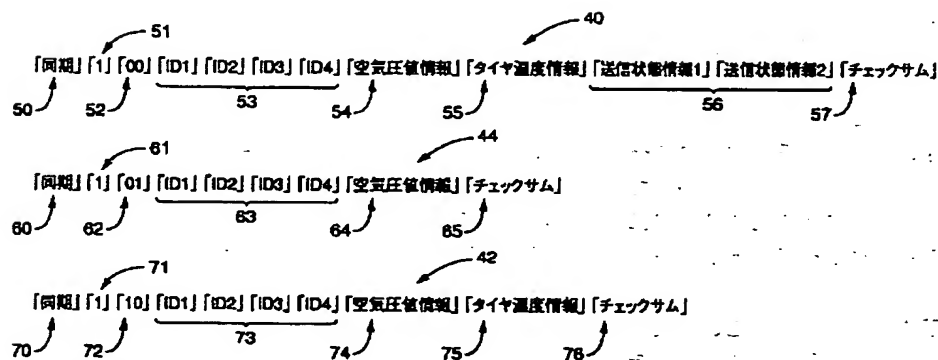 51 40
「同期」「1」「00」「ID1」「ID2」「ID3」「ID4」「空気圧値情報」「タイヤ温度情報」「送信状態情報1」「送信状態情報2」「チェックサム」
50 52 53 54 55 56 57
61 44
「同期」「1」「01」「ID1」「ID2」「ID3」「ID4」「空気圧値情報」「チェックサム」
60 62 63 64 65
71 42
「同期」「1」「10」「ID1」「ID2」「ID3」「ID4」「空気圧値情報」「タイヤ温度情報」「チェックサム」
70 72 73 74 75 76